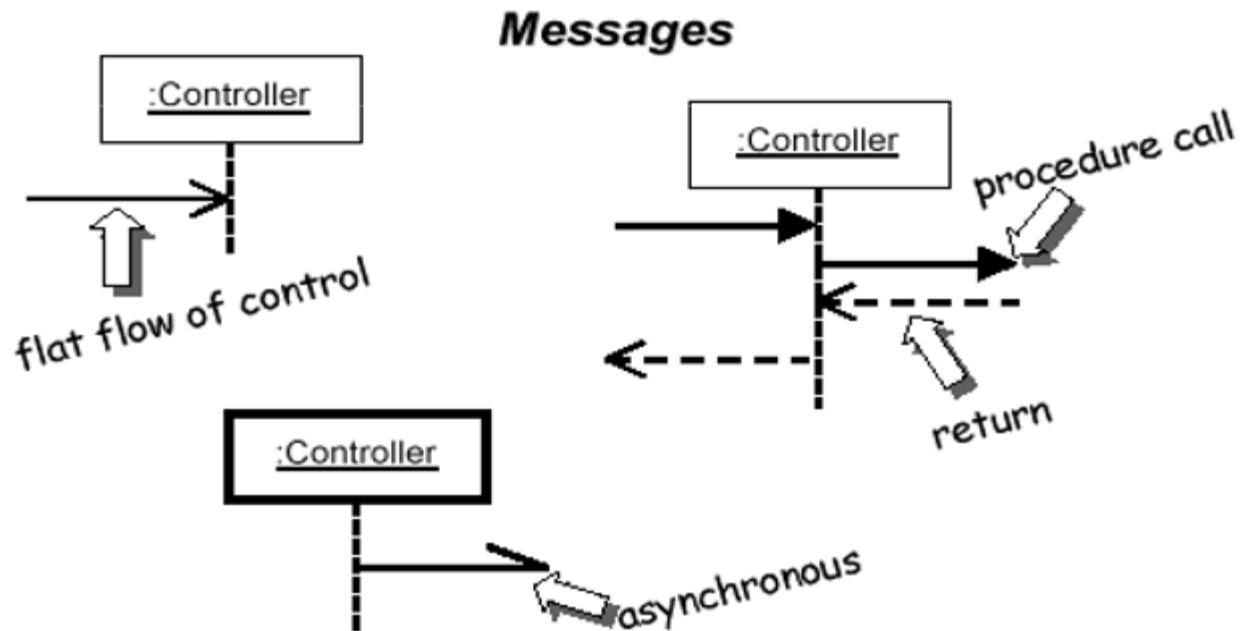 Messages
:Controller
flat flow of control
:Controller
procedure call
return
:Controller
asynchronous